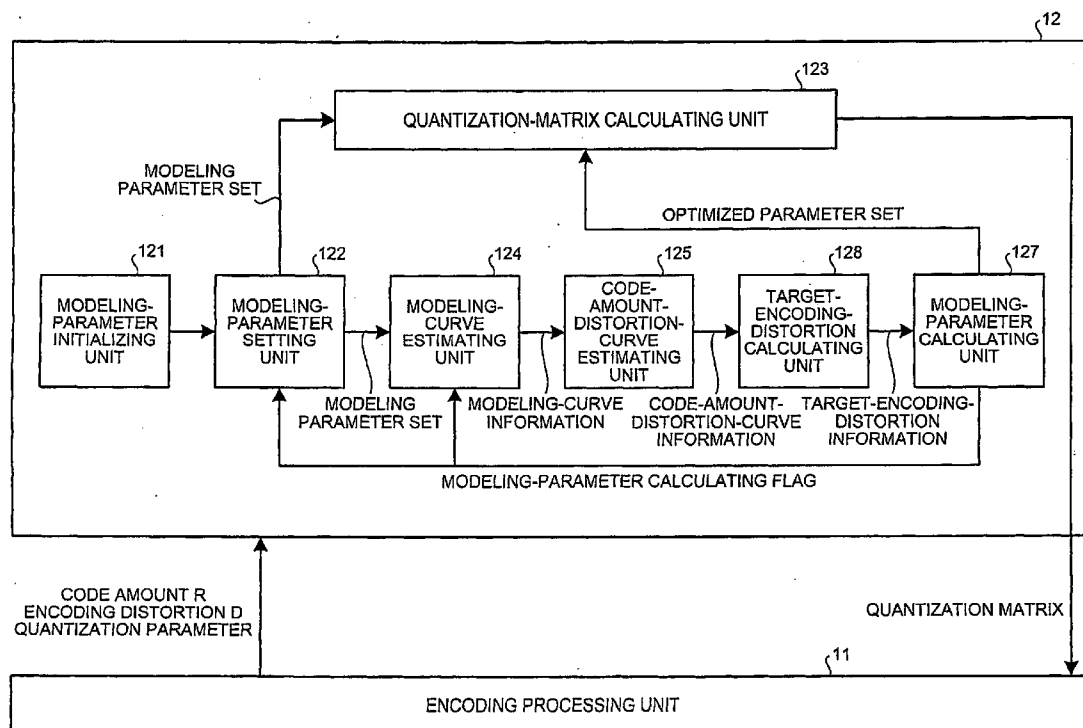 12
123
QUANTIZATION-MATRIX CALCULATING UNIT
MODELING
PARAMETER SET
OPTIMIZED PARAMETER SET
121
MODELING-
PARAMETER
INITIALIZING
UNIT
122
MODELING-
PARAMETER
SETTING
UNIT
124
MODELING-
CURVE
ESTIMATING
UNIT
125
CODE-
AMOUNT-
DISTORTION-
CURVE
ESTIMATING
UNIT
128
TARGET-
ENCODING-
DISTORTION
CALCULATING
UNIT
127
MODELING-
PARAMETER
CALCULATING
UNIT
MODELING
PARAMETER SET
MODELING-CURVE
INFORMATION
CODE-AMOUNT-
DISTORTION-CURVE
INFORMATION
TARGET-ENCODING-
DISTORTION
INFORMATION
MODELING-PARAMETER CALCULATING FLAG
CODE AMOUNT R
ENCODING DISTORTION D
QUANTIZATION PARAMETER
QUANTIZATION MATRIX
11
ENCODING PROCESSING UNIT